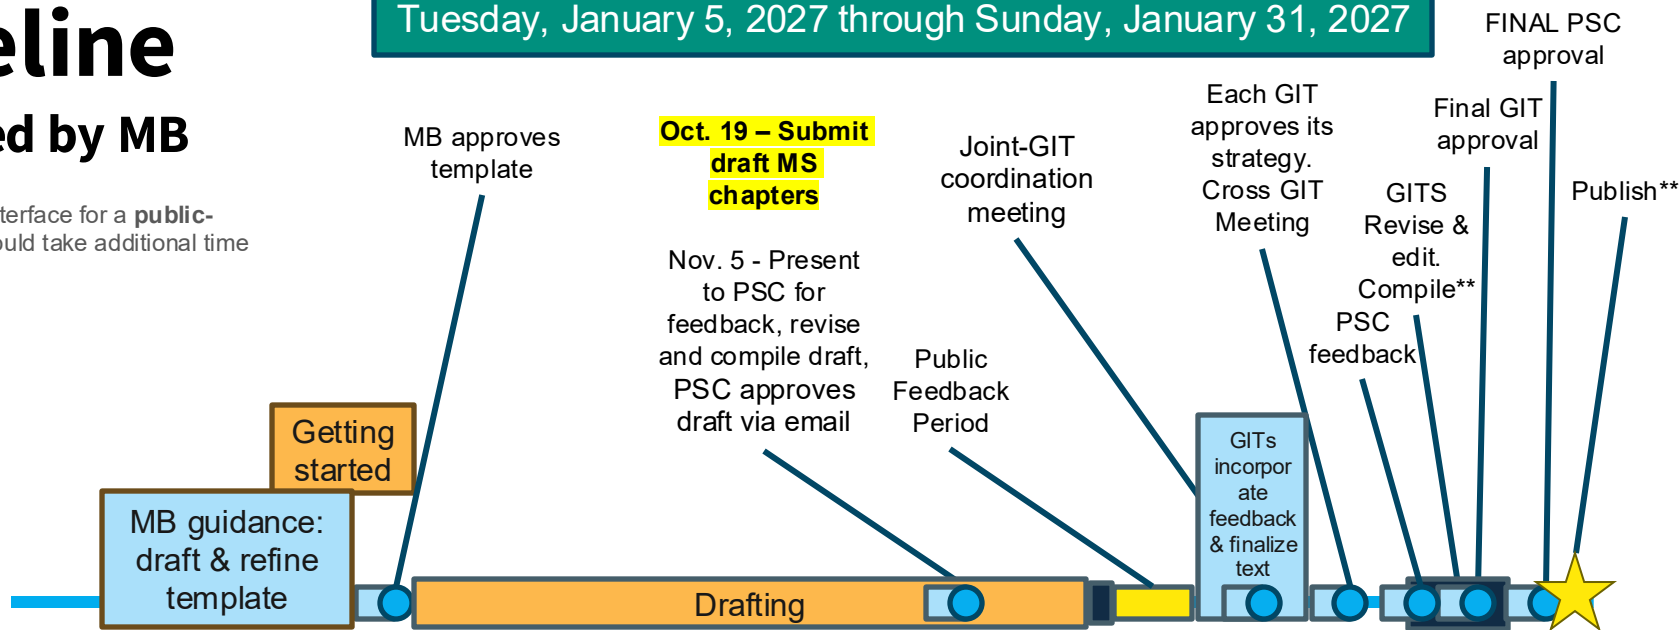 eline
ed by MB
terface for a public-
ould take additional time
Tuesday, January 5, 2027 through Sunday, January 31, 2027
MB approves
template
Oct. 19 – Submit
draft MS
chapters
Nov. 5 - Present
to PSC for
feedback, revise
and compile draft,
PSC approves
draft via email
Public
Feedback
Period
Joint-GIT
coordination
meeting
Each GIT
approves its
strategy.
Cross GIT
Meeting
PSC
feedback
GITS
Revise &
edit.
Compile**
Final GIT
approval
FINAL PSC
approval
Publish**
Getting
started
MB guidance:
draft & refine
template
Drafting
GITs
incorpor
ate
feedback
& finalize
text